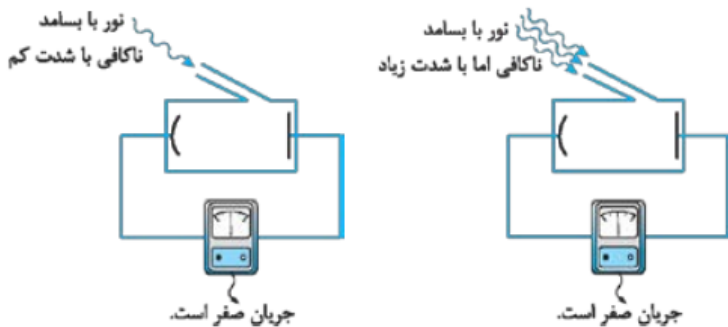 نور با بسامد
ناکافی اما با شدت زیاد
جریان صفر است.
نور با بسامد
ناکافی با شدت کم
جریان صفر است.